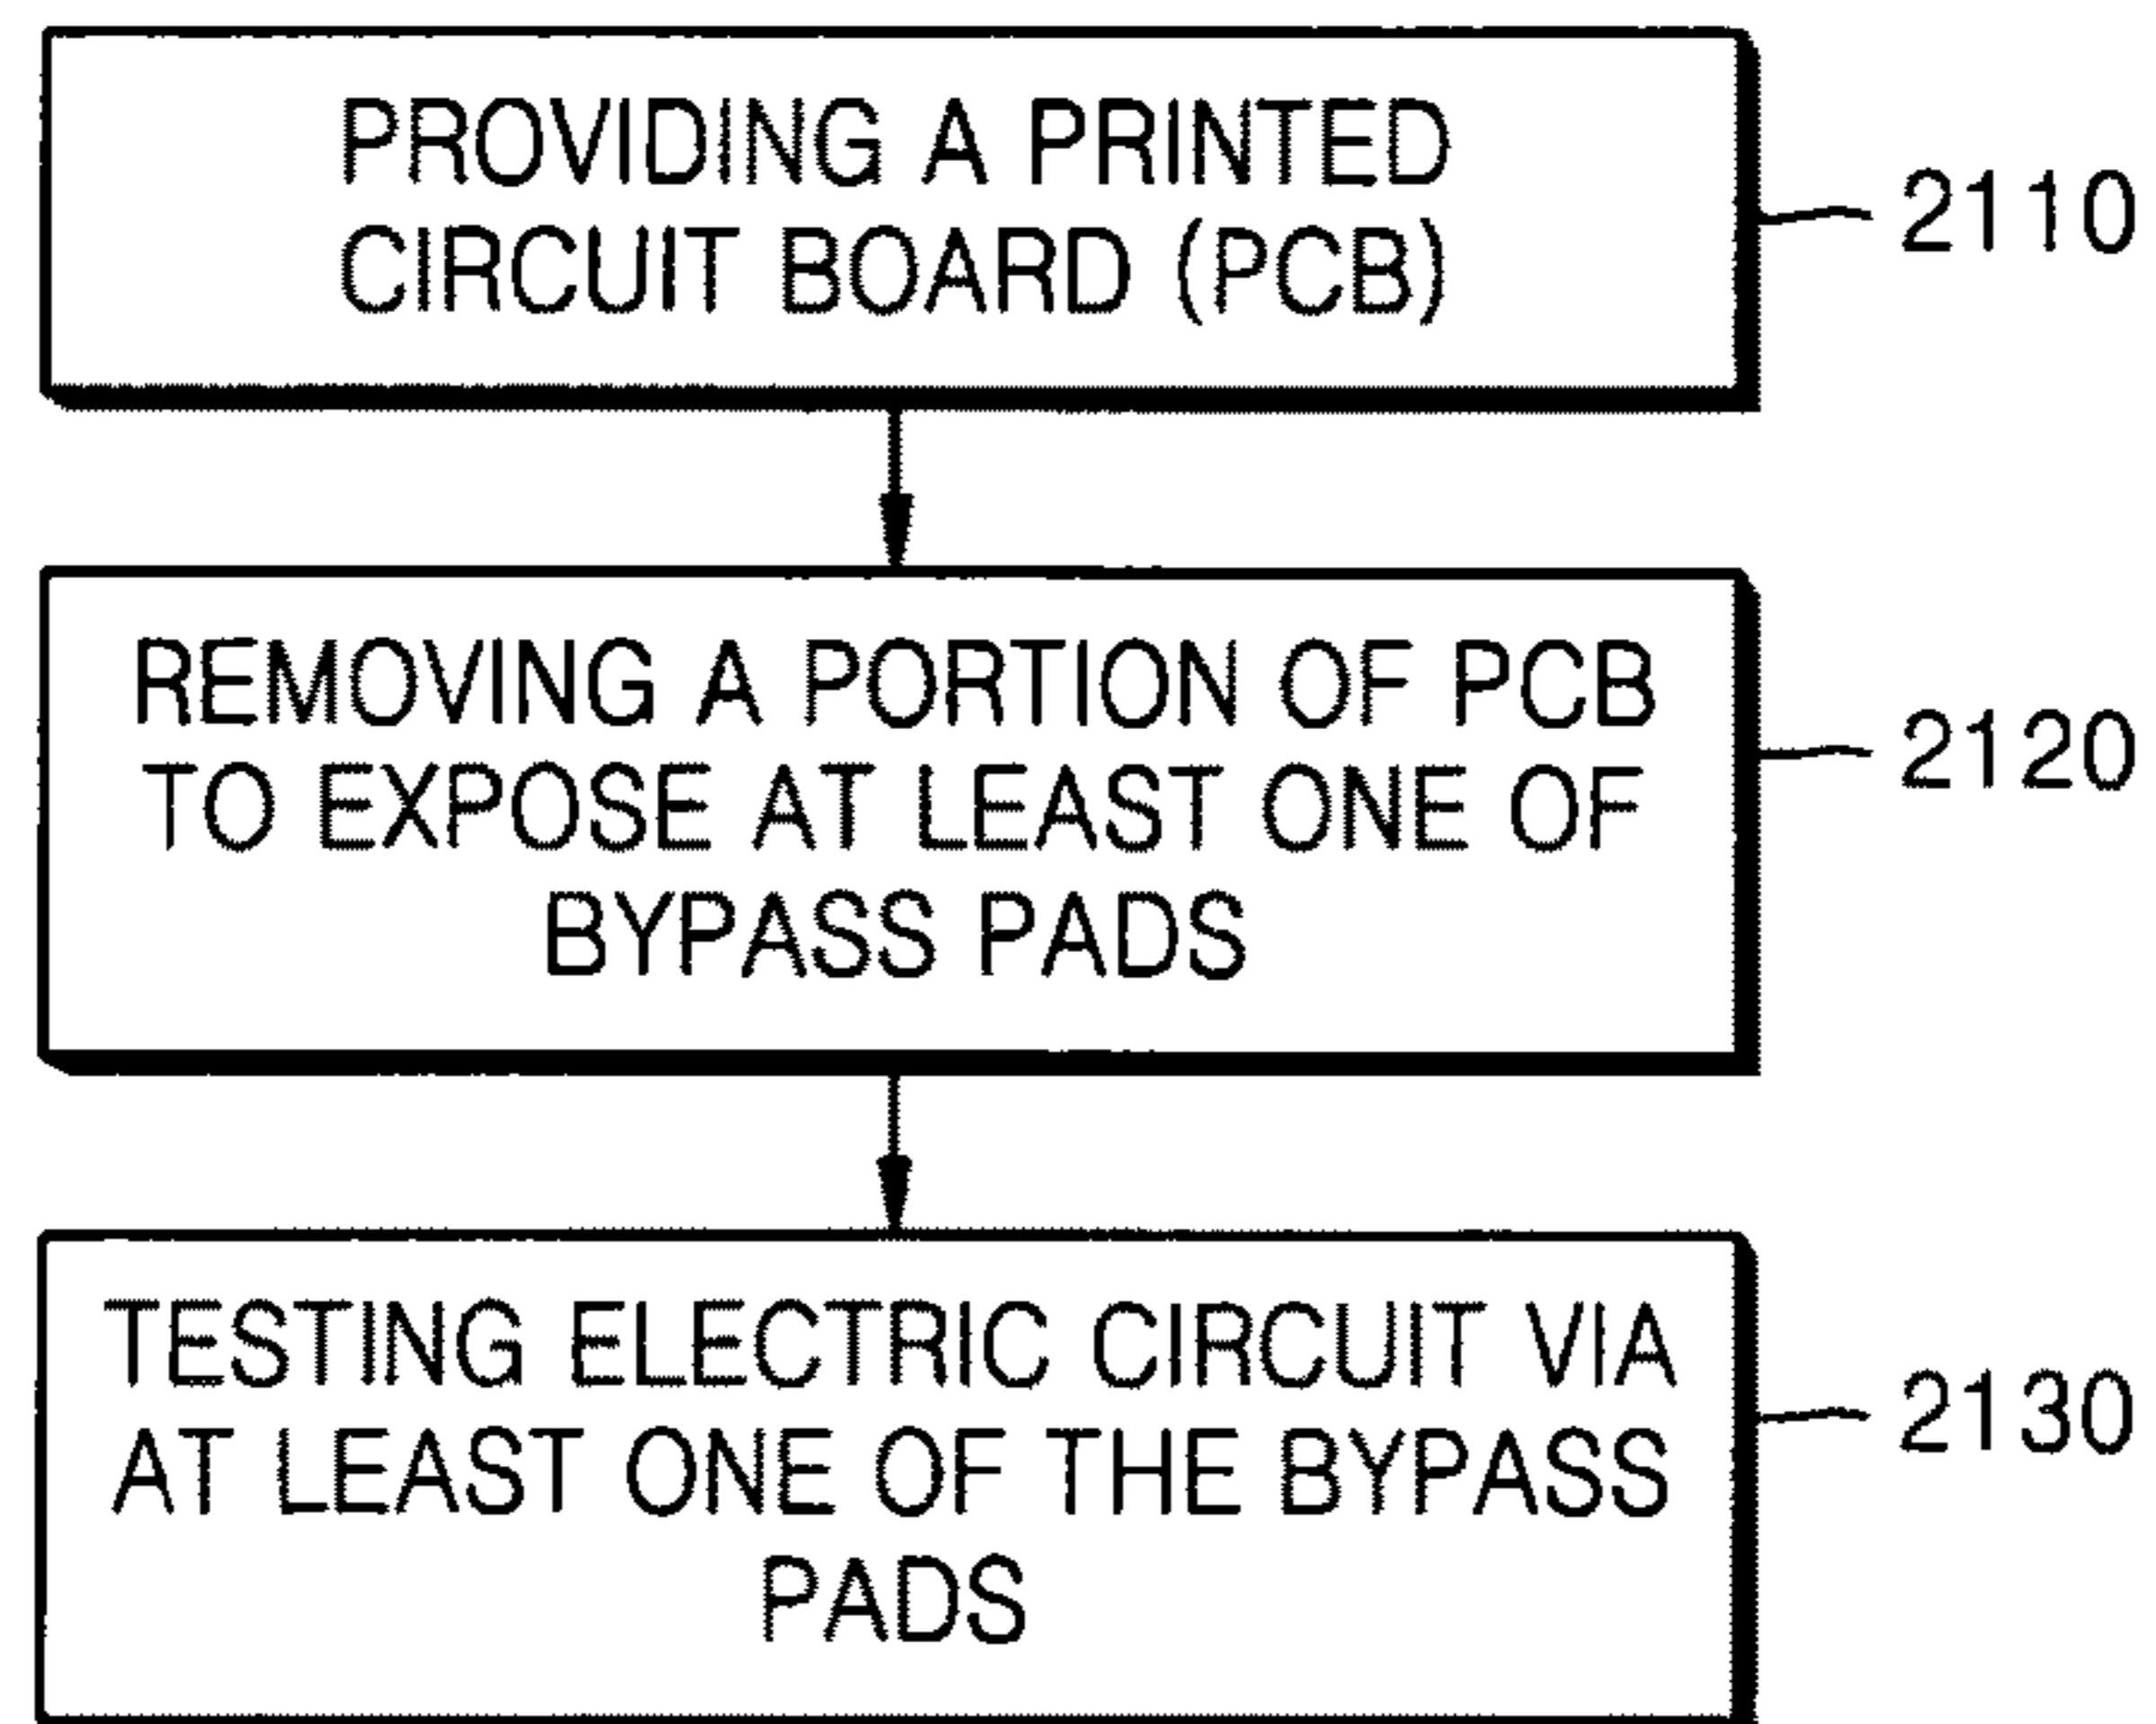 PROVIDING A PRINTED
CIRCUIT BOARD (PCB)
2110
REMOVING A PORTION OF PCB
TO EXPOSE AT LEAST ONE OF
BYPASS PADS
2120
TESTING ELECTRIC CIRCUIT VIA
AT LEAST ONE OF THE BYPASS
PADS
2130